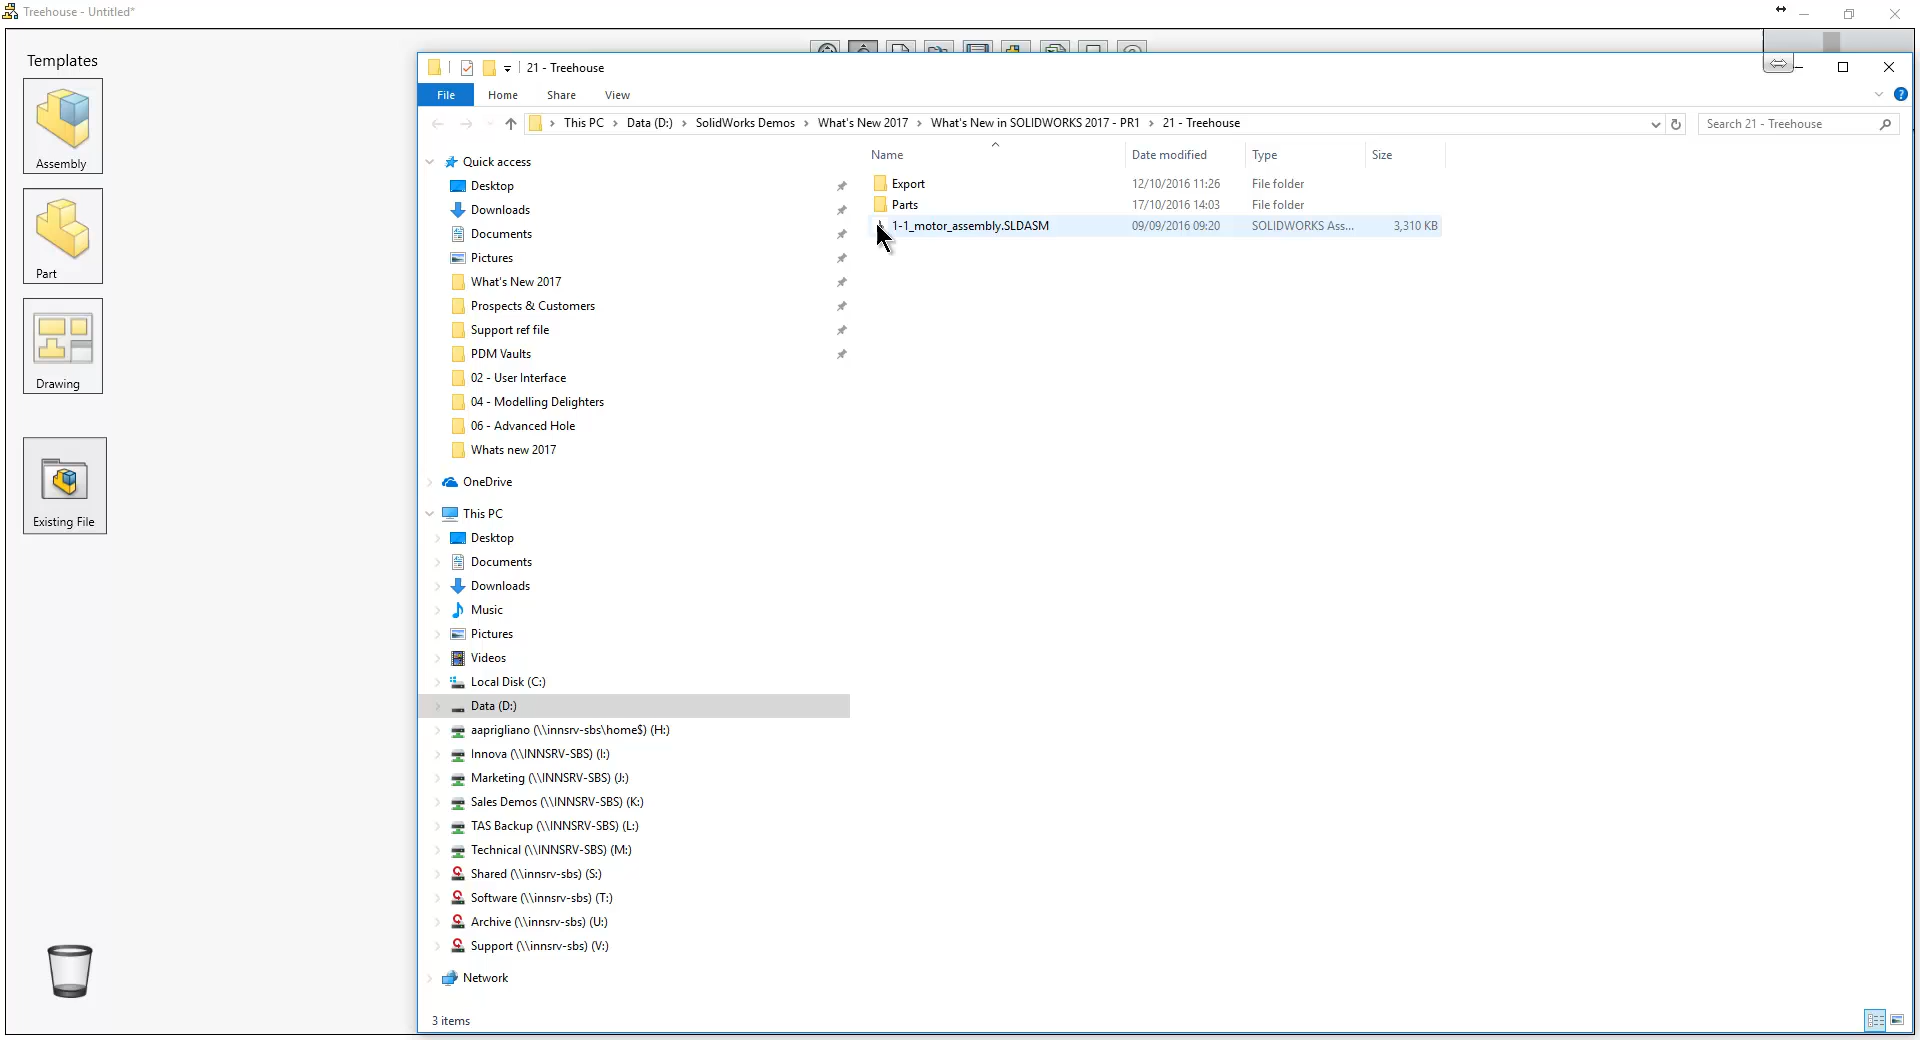 Treehouse - Untitled*
Templates
Assembly
Part
Drawing
Existing File
21 - Treehouse
File Home Share View
This PC Data (D:) SolidWorks Demos What's New 2017 What's New in SOLIDWORKS 2017 - PR1 21 - Treehouse
Search 21 - Treehouse
Quick access
Desktop
Downloads
Documents
Pictures
What's New 2017
Prospects & Customers
Support ref file
PDM Vaults
02 - User Interface
04 - Modelling Delighters
06 - Advanced Hole
Whats new 2017
OneDrive
This PC
Desktop
Documents
Downloads
Music
Pictures
Videos
Local Disk (C:)
Data (D:)
aaprigliano (\\innsrv-sbs\home$) (H:)
Innova (\\INNSRV-SBS) (I:)
Marketing (\\INNSRV-SBS) (J:)
Sales Demos (\\INNSRV-SBS) (K:)
TAS Backup (\\INNSRV-SBS) (L:)
Technical (\\INNSRV-SBS) (M:)
Shared (\\innsrv-sbs) (S:)
Software (\\innsrv-sbs) (T:)
Archive (\\innsrv-sbs) (U:)
Support (\\innsrv-sbs) (V:)
Network
Name Date modified Type Size
Export 12/10/2016 11:26 File folder
Parts 17/10/2016 14:03 File folder
1-1_motor_assembly.SLDASM 09/09/2016 09:20 SOLIDWORKS Ass... 3,310 KB
3 items